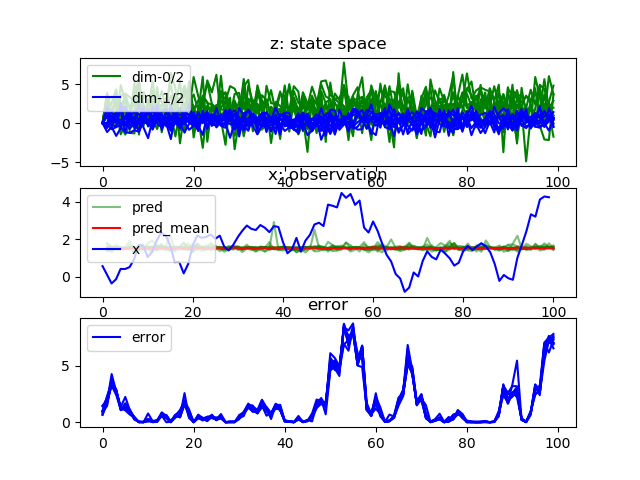 z: state space
dim-0/2
dim-1/2
5
0
−5
0 20 40 60 80 100
x: observation
pred
pred_mean
x
4
2
0
0 20 40 60 80 100
error
error
5
0
0 20 40 60 80 100